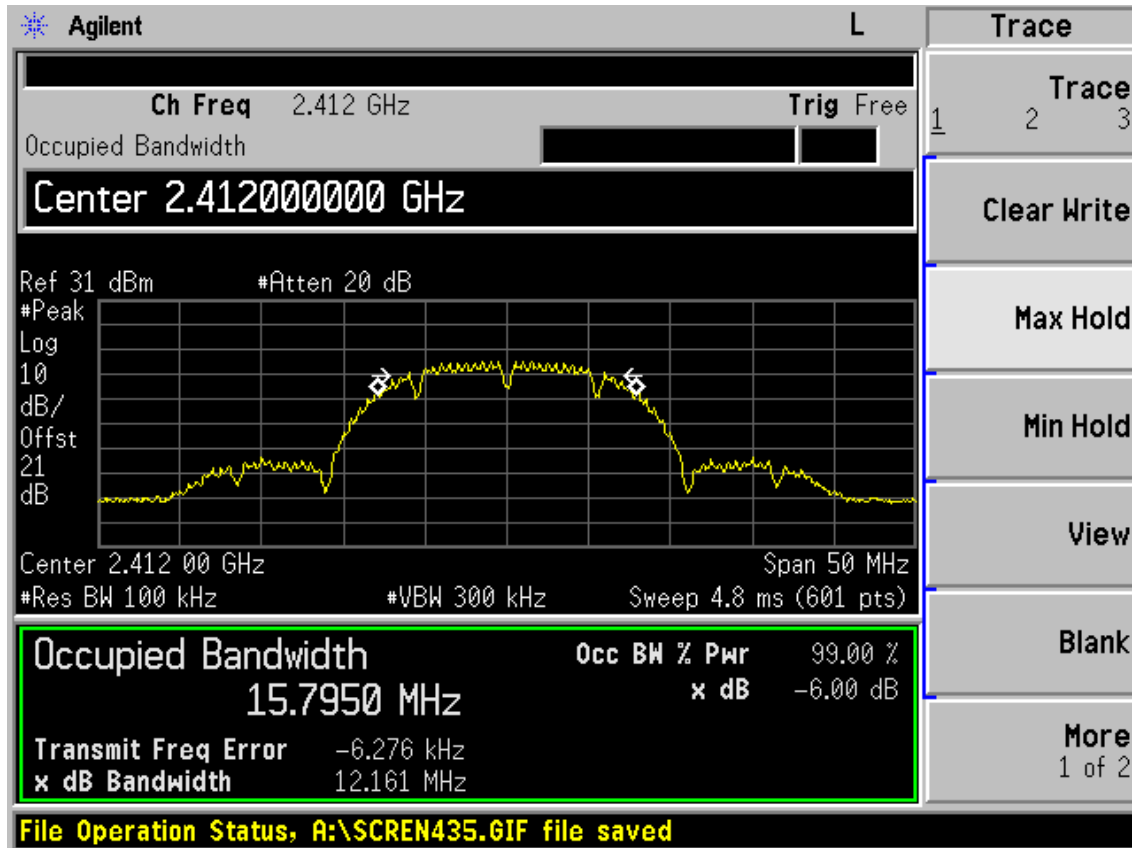 Agilent L Trace
Ch Freq 2.412 GHz Trig Free
Occupied Bandwidth
Center 2.412000000 GHz
Ref 31 dBm #Atten 20 dB
#Peak
Log
10
dB/
Offst
21
dB
Center 2.412 00 GHz Span 50 MHz
#Res BW 100 kHz #VBW 300 kHz Sweep 4.8 ms (601 pts)
Occupied Bandwidth Occ BW % Pwr 99.00 %
15.7950 MHz x dB -6.00 dB
Transmit Freq Error -6.276 kHz
x dB Bandwidth 12.161 MHz
File Operation Status, A:\SCREN435.GIF file saved
Trace
1 2 3
Clear Write
Max Hold
Min Hold
View
Blank
More
1 of 2